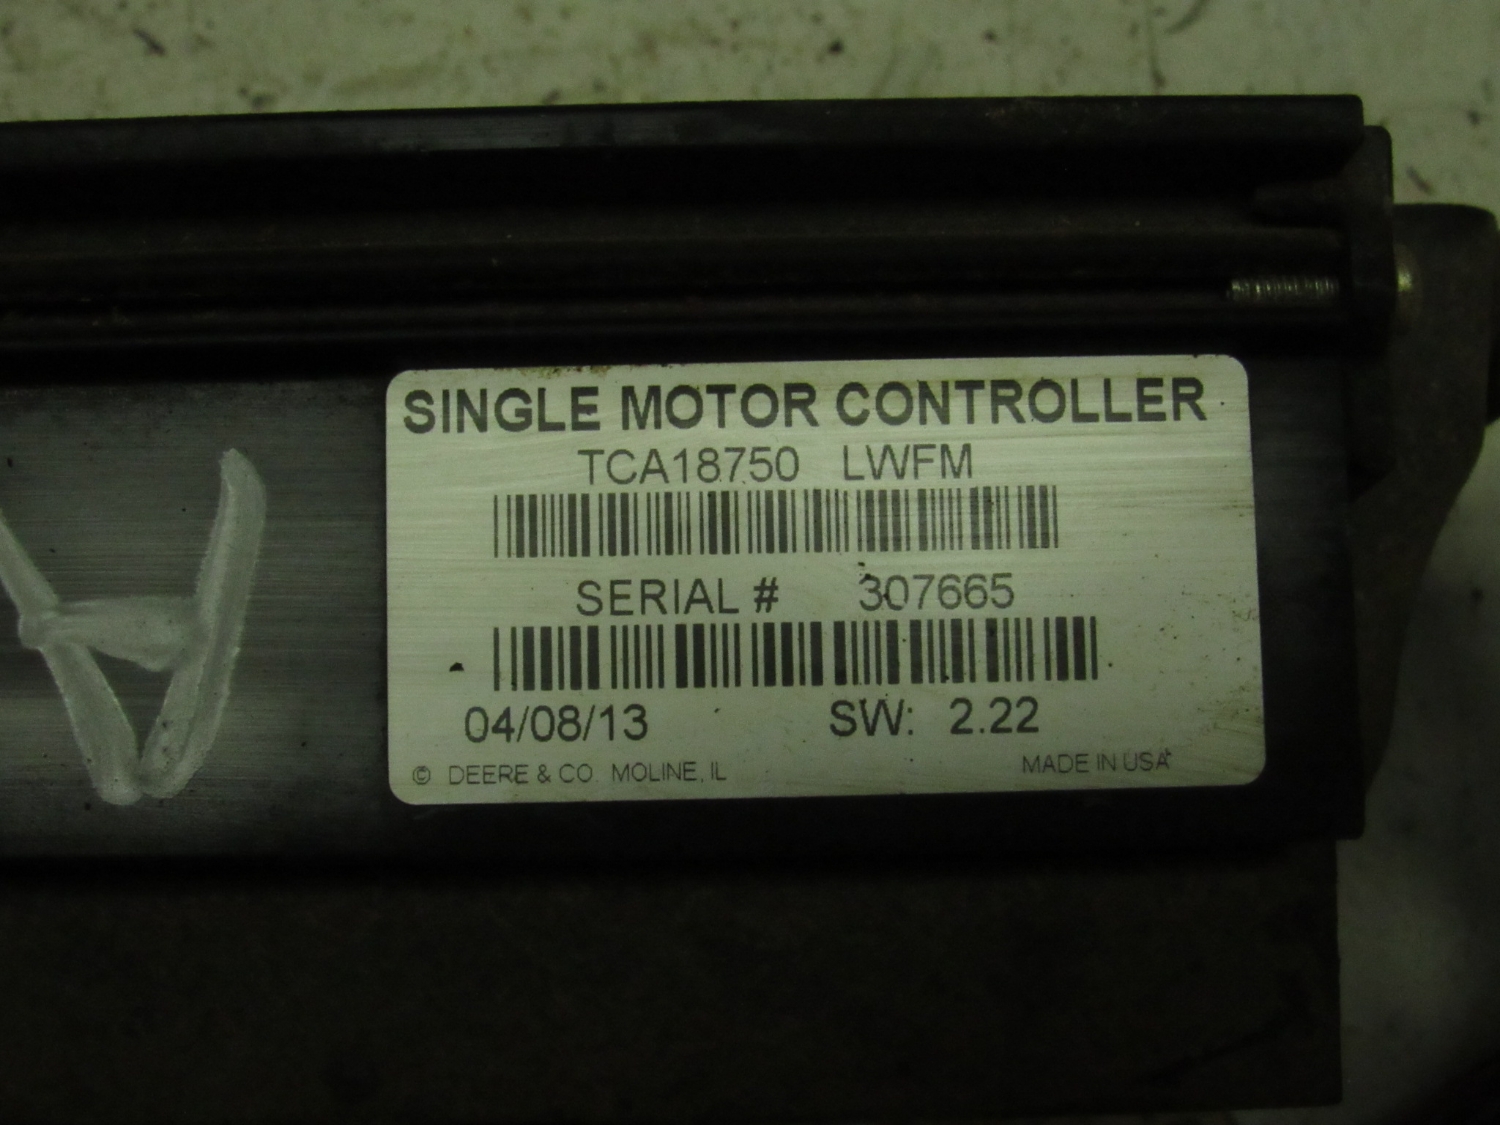 SINGLE MOTOR CONTROLLER
TCA18750 LWFM
SERIAL # 307665
04/08/13 SW: 2.22
© DEERE & CO. MOLINE, IL MADE IN USA